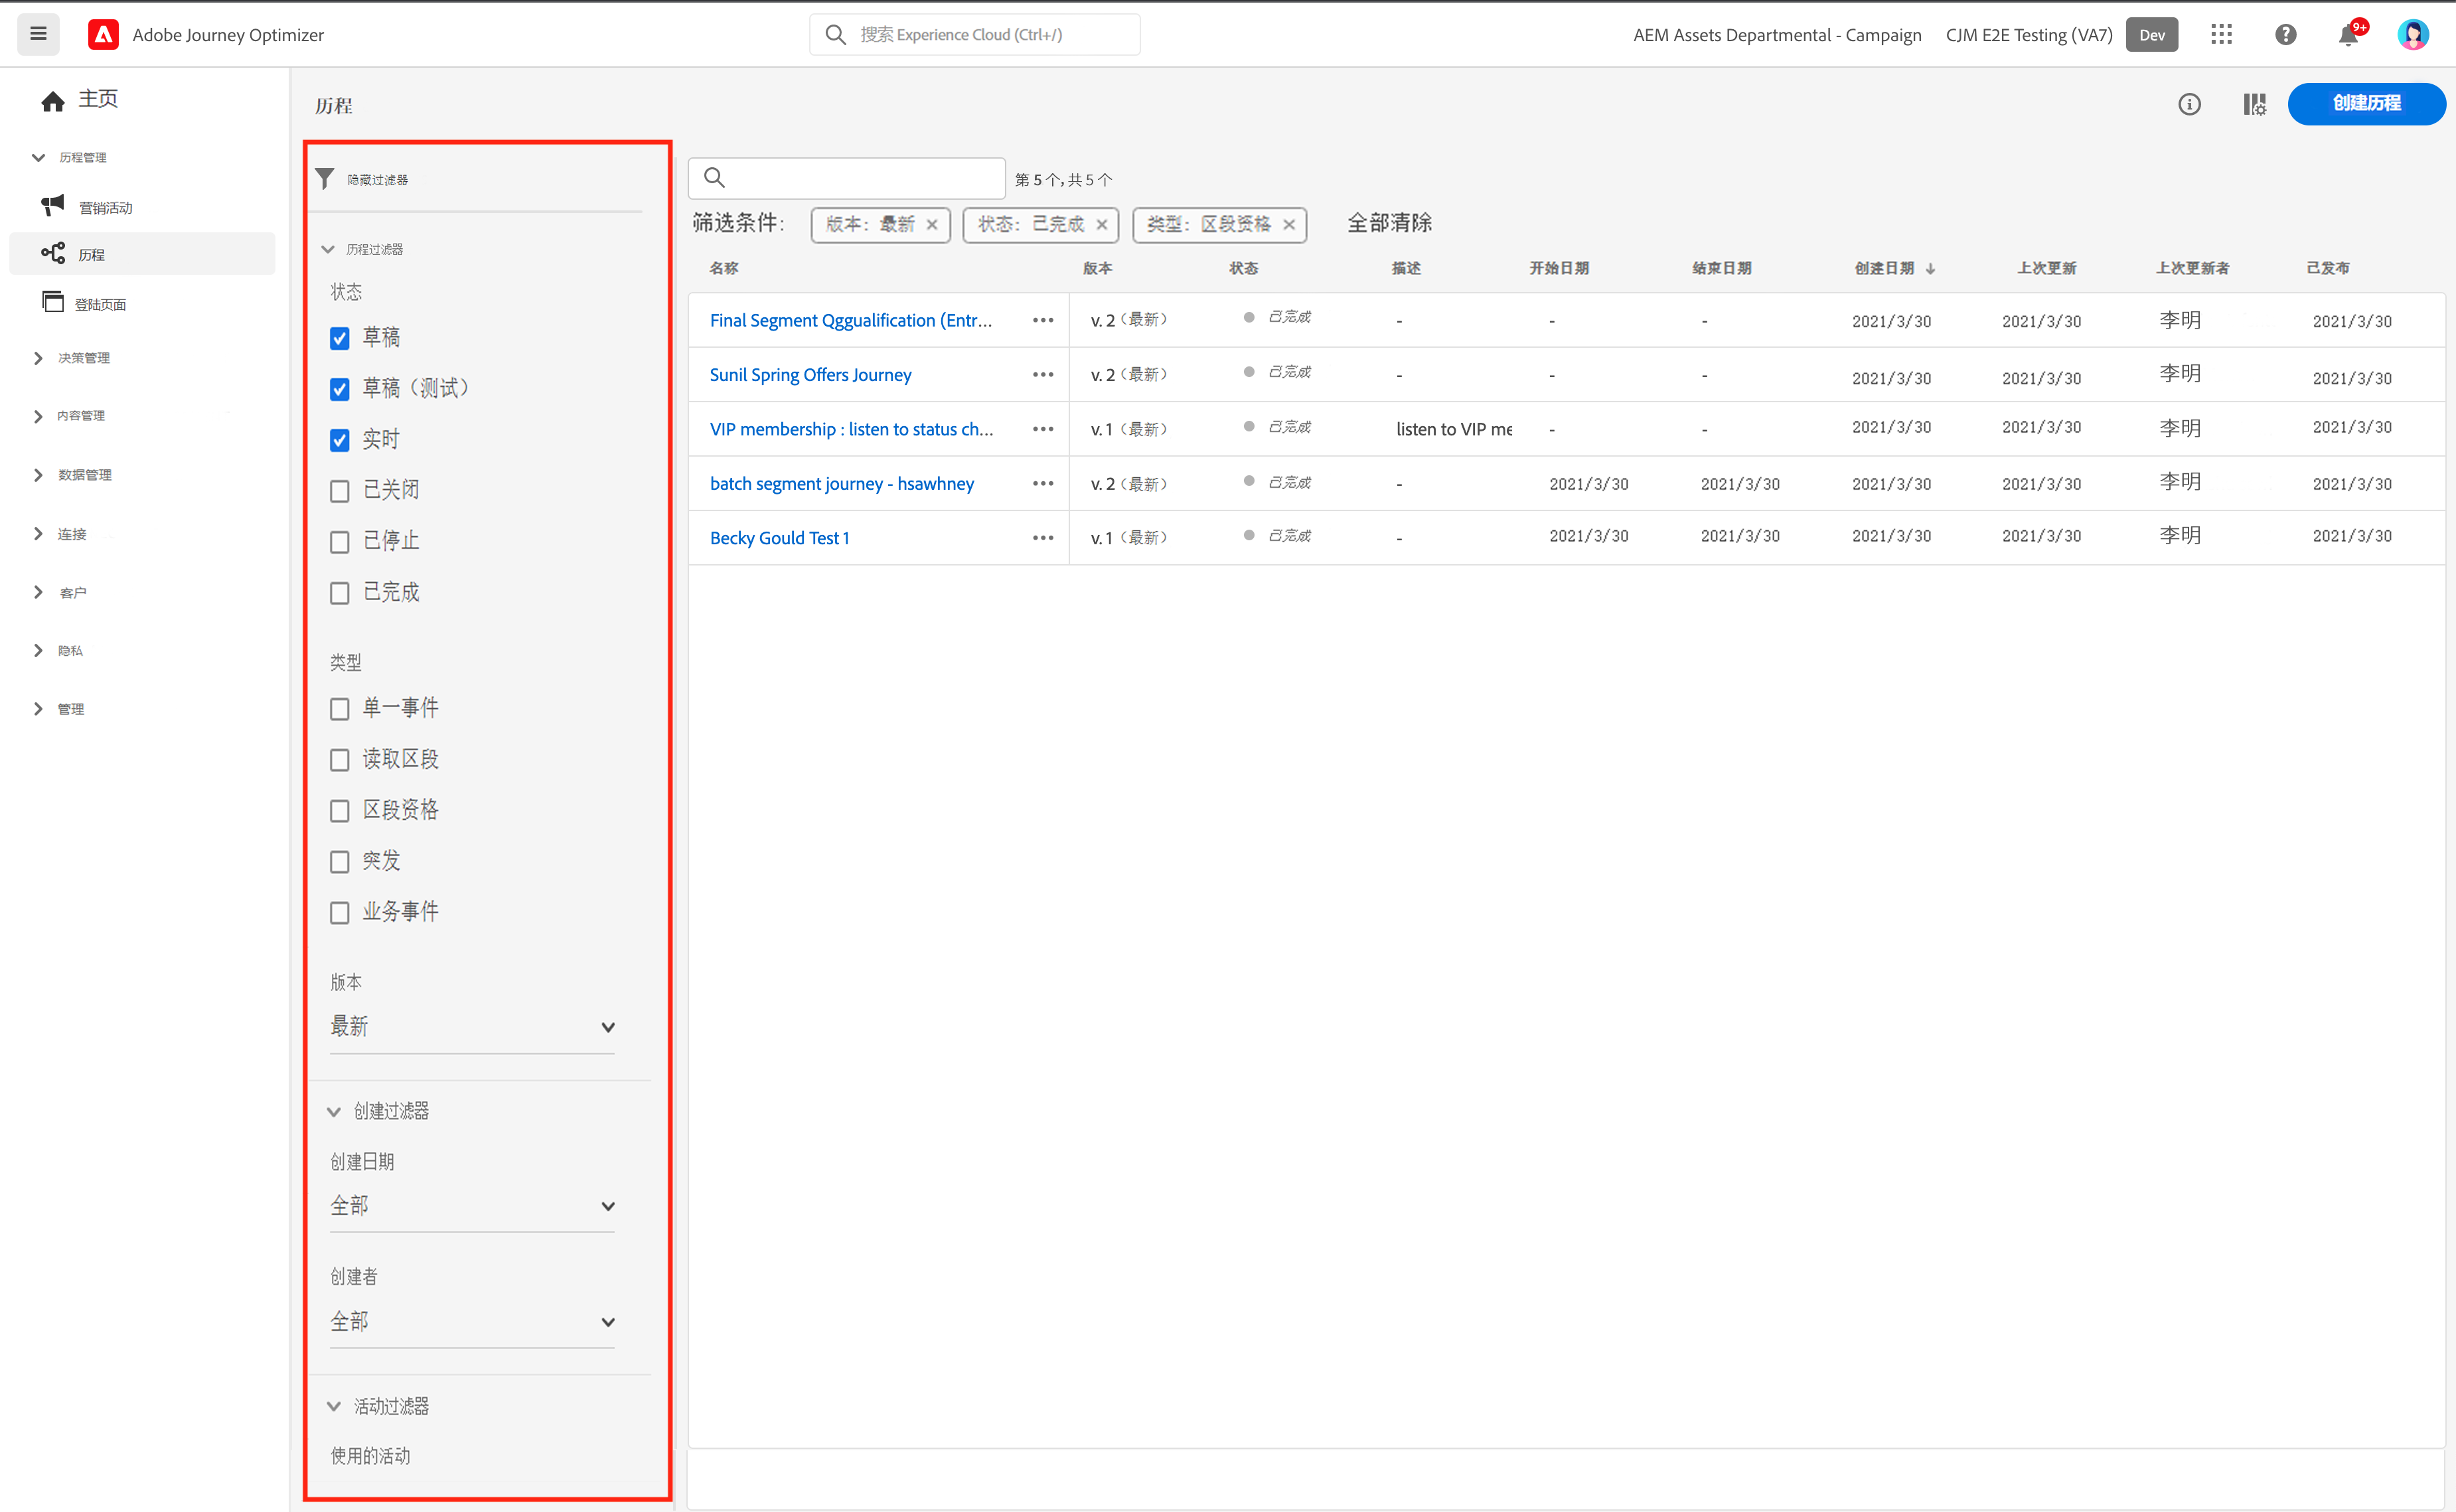 Adobe Journey Optimizer
搜索 Experience Cloud (Ctrl+/)
AEM Assets Departmental - Campaign
CJM E2E Testing (VA7)
Dev
9+
主页
历程管理
营销活动
历程
登陆页面
决策管理
内容管理
数据管理
连接
客户
隐私
管理
历程
创建历程
隐藏过滤器
历程过滤器
状态
草稿
草稿（测试）
实时
已关闭
已停止
已完成
类型
单一事件
读取区段
区段资格
突发
业务事件
版本
最新
创建过滤器
创建日期
全部
创建者
全部
活动过滤器
使用的活动
第 5 个，共 5 个
筛选条件： 版本：最新 × 状态：已完成 × 类型：区段资格 × 全部清除
名称 版本 状态 描述 开始日期 结束日期 创建日期 ↓ 上次更新 上次更新者 已发布
Final Segment Qggualification (Entr... ••• v. 2（最新） 已完成 - - - 2021/3/30 2021/3/30 李明 2021/3/30
Sunil Spring Offers Journey ••• v. 2（最新） 已完成 - - - 2021/3/30 2021/3/30 李明 2021/3/30
VIP membership : listen to status ch... ••• v. 1（最新） 已完成 listen to VIP me - - 2021/3/30 2021/3/30 李明 2021/3/30
batch segment journey - hsawhney ••• v. 2（最新） 已完成 - 2021/3/30 2021/3/30 2021/3/30 2021/3/30 李明 2021/3/30
Becky Gould Test 1 ••• v. 1（最新） 已完成 - 2021/3/30 2021/3/30 2021/3/30 2021/3/30 李明 2021/3/30